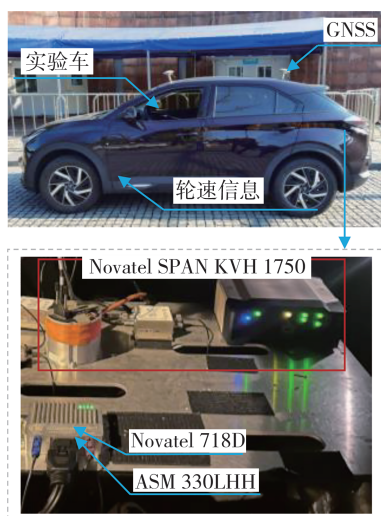 GNSS
实验车
轮速信息
Novatel SPAN KVH 1750
Novatel 718D
ASM 330LHH